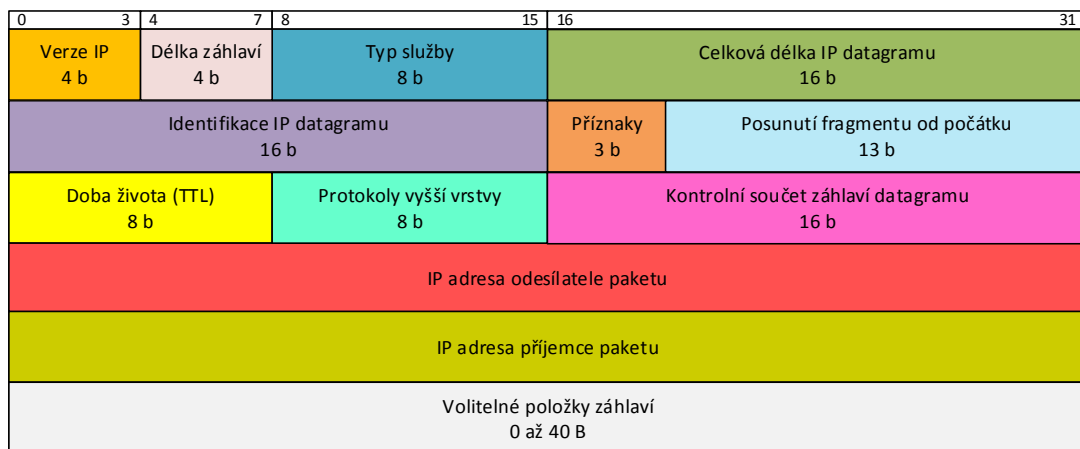 0 3 4 7 8 15 16 31
Verze IP
4 b
Délka záhlaví
4 b
Typ služby
8 b
Celková délka IP datagramu
16 b
Identifikace IP datagramu
16 b
Příznaky
3 b
Posunutí fragmentu od počátku
13 b
Doba života (TTL)
8 b
Protokoly vyšší vrstvy
8 b
Kontrolní součet záhlaví datagramu
16 b
IP adresa odesílatele paketu
IP adresa příjemce paketu
Volitelné položky záhlaví
0 až 40 B